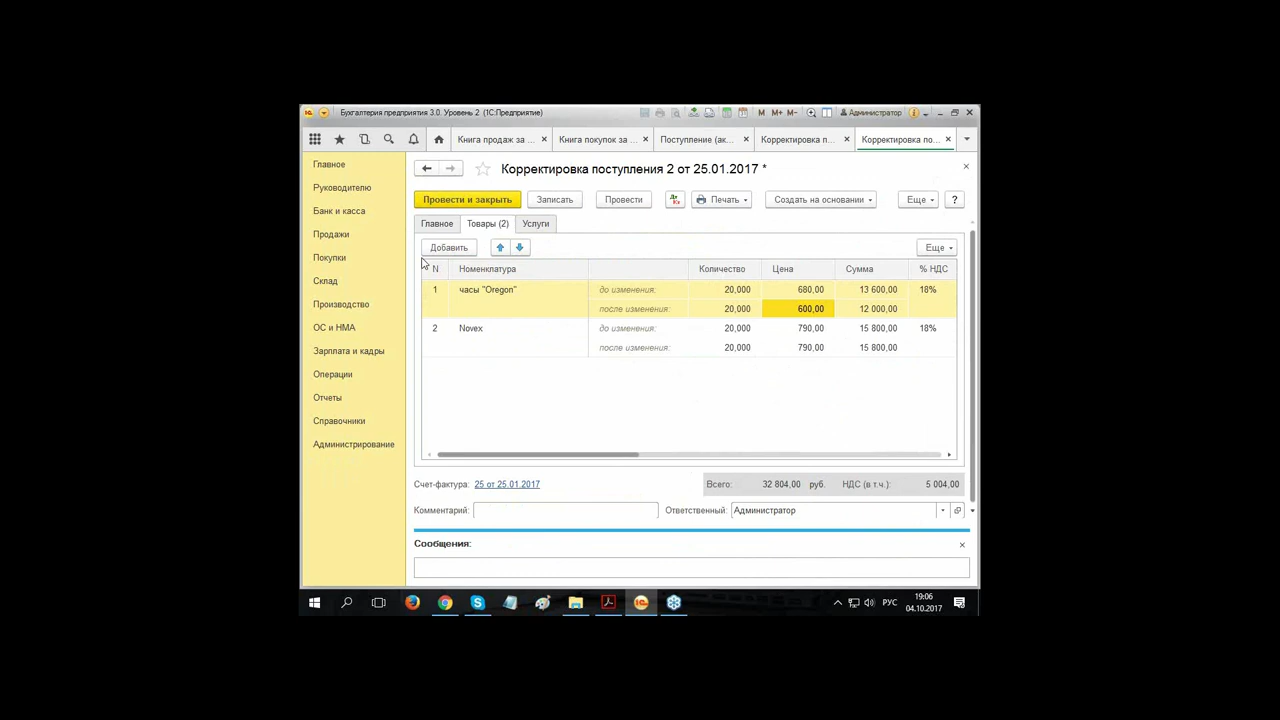 Бухгалтерия предприятия 3.0. Уровень 2 (1С:Предприятие) M M+ M- Администратор
Книга продаж за ... Книга покупок за ... Поступление (ак... Корректировка п... Корректировка по...
Главное
Руководителю
Банк и касса
Продажи
Покупки
Склад
Производство
ОС и НМА
Зарплата и кадры
Операции
Отчеты
Справочники
Администрирование
Корректировка поступления 2 от 25.01.2017 *
Провести и закрыть Записать Провести Дт Кт Печать Создать на основании Еще ?
Главное Товары (2) Услуги
Добавить Еще
N Номенклатура Количество Цена Сумма % НДС
1 часы "Oregon" до изменения: 20,000 680,00 13 600,00 18%
после изменения: 20,000 600,00 12 000,00
2 Novex до изменения: 20,000 790,00 15 800,00 18%
после изменения: 20,000 790,00 15 800,00
Счет-фактура: 25 от 25.01.2017 Всего: 32 804,00 руб. НДС (в т.ч.): 5 004,00
Комментарий: Ответственный: Администратор
Сообщения:
РУС 19:06
04.10.2017